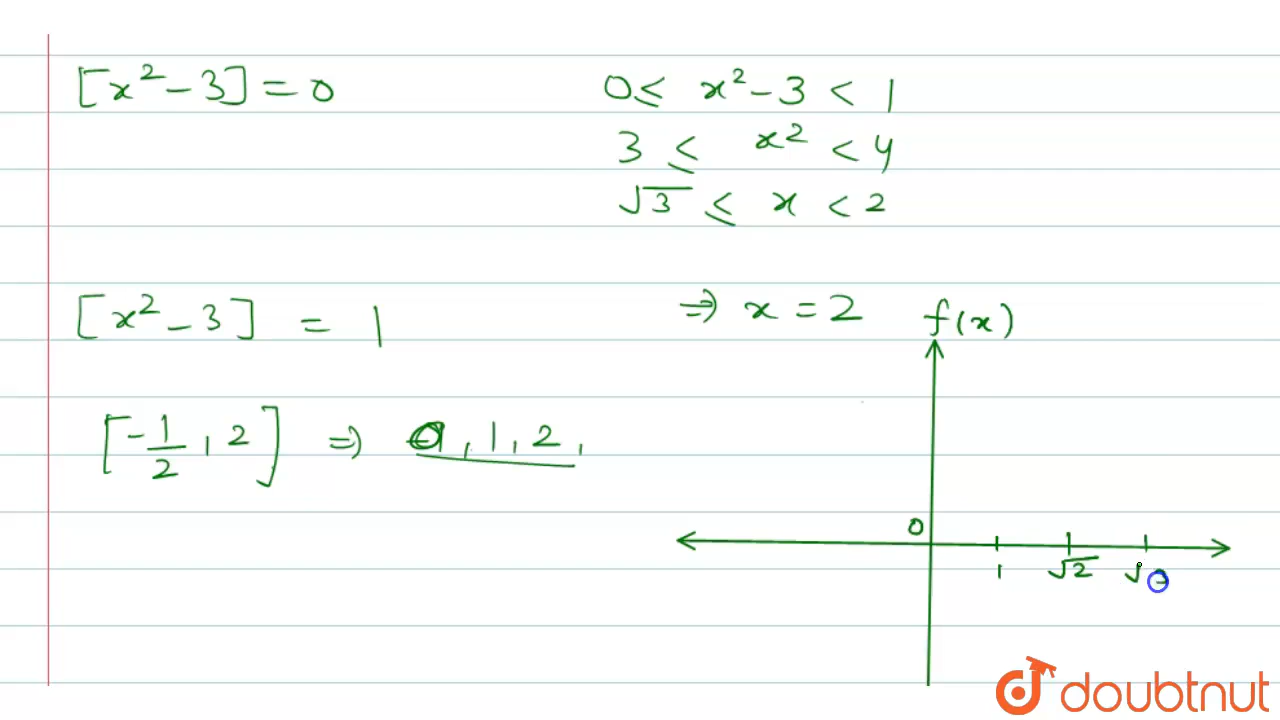 [x² - 3] = 0
0 ≤ x² - 3 < 1
3 ≤ x² < 4
√3 ≤ x < 2
[x² - 3] = 1
⇒ x = 2
f(x)
[-1/2, 2] ⇒ 0, 1, 2,
0
1 √2 √
doubtnut